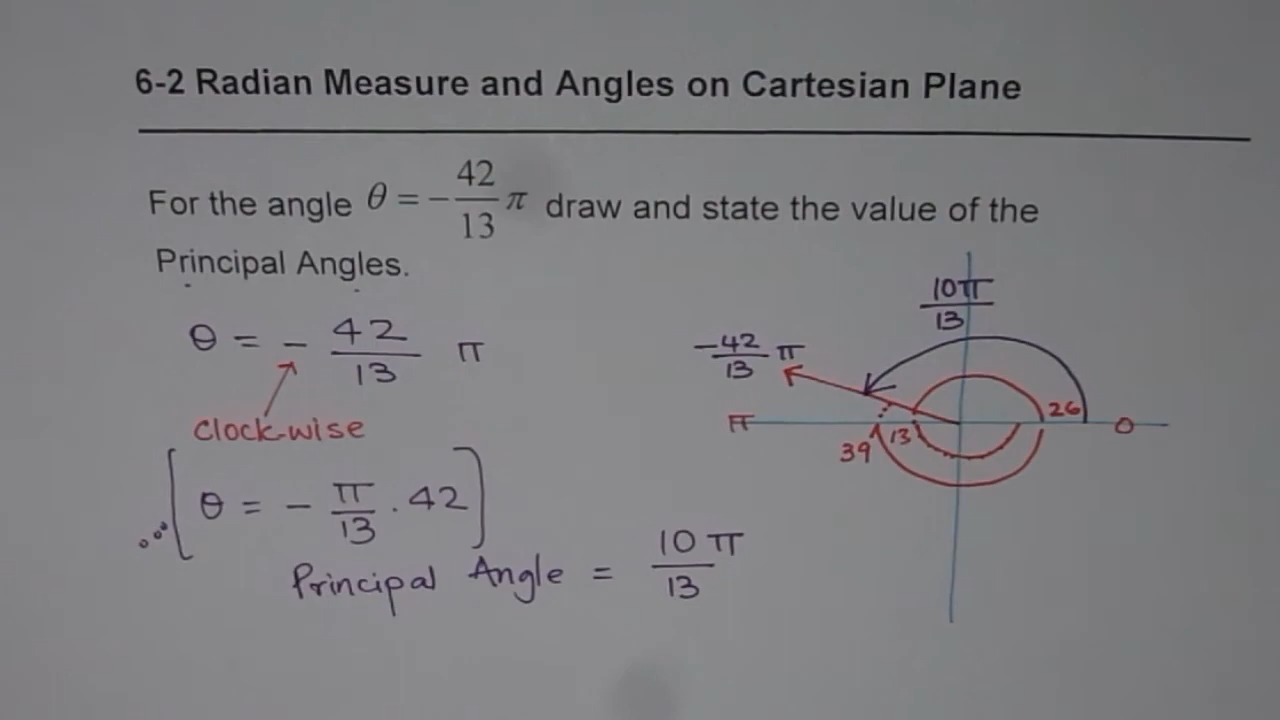 6-2 Radian Measure and Angles on Cartesian Plane
For the angle θ = −42/13 π draw and state the value of the
Principal Angles.
θ = − 42/13 π
clock-wise
∴ [θ = − π/13 . 42]
Principal Angle = 10π/13
10π/13
−42/13 π
π
39
13
26
0